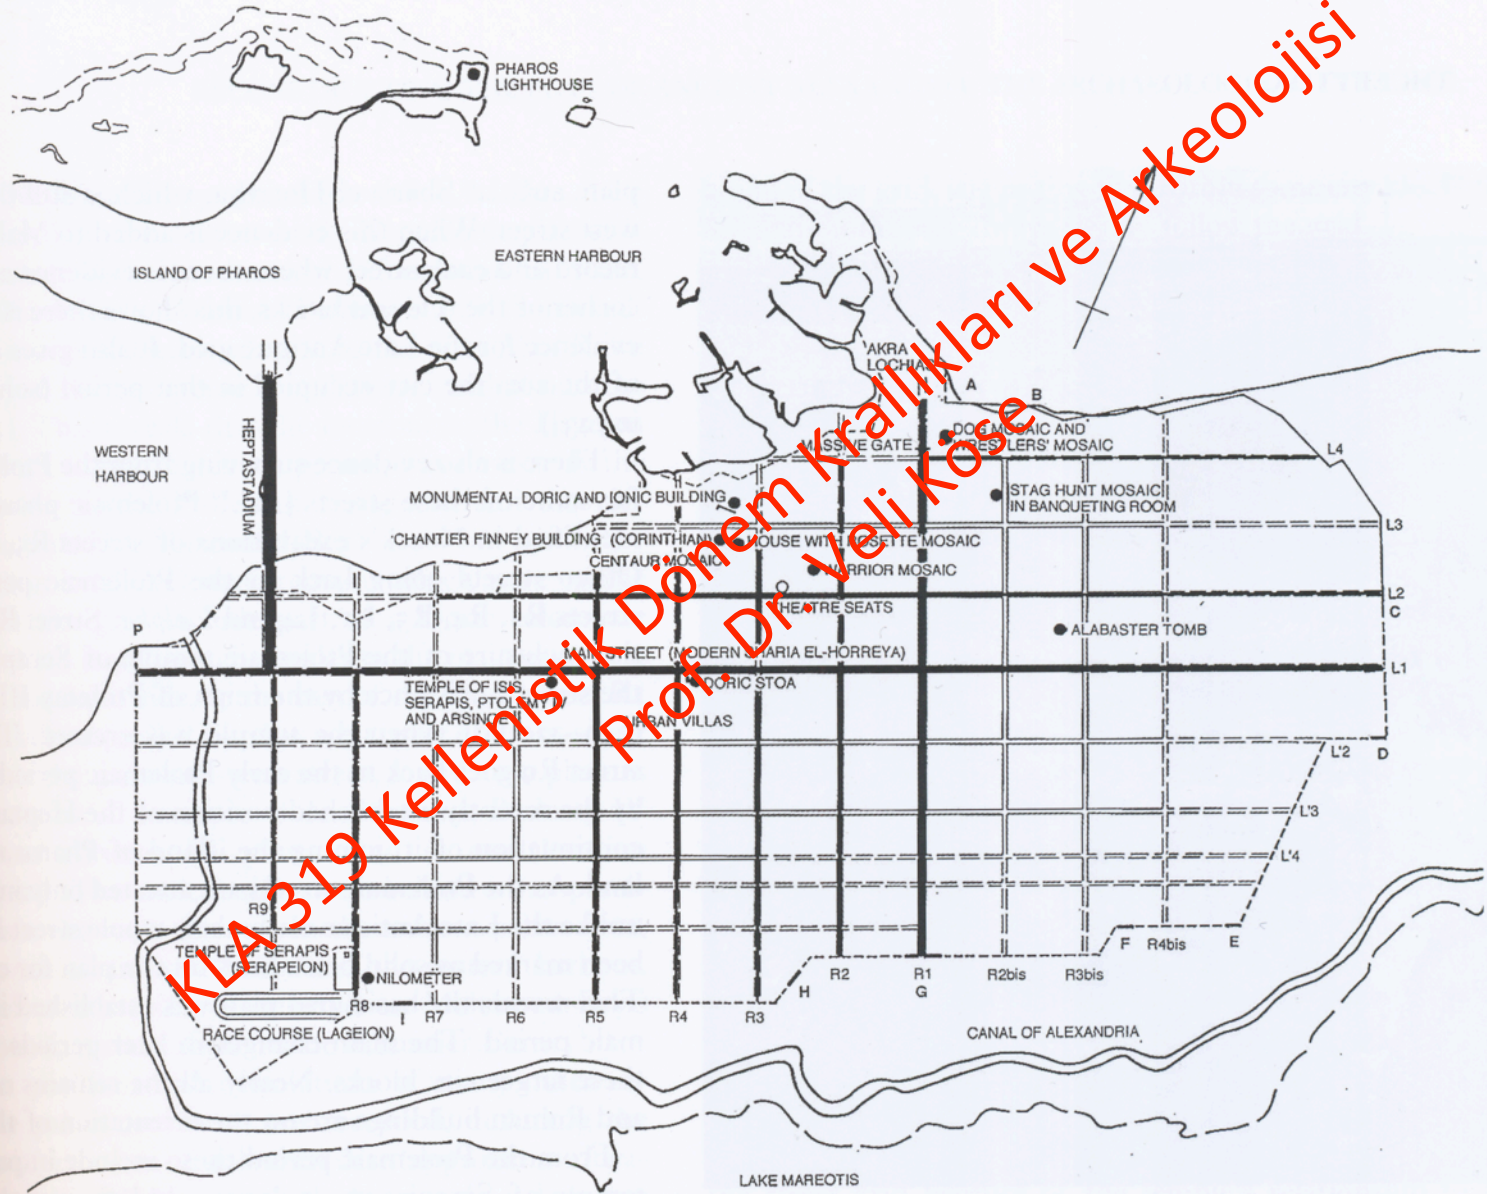 PHAROS
LIGHTHOUSE
ISLAND OF PHAROS
EASTERN HARBOUR
AKRA
LOCHIAS
A
B
WESTERN
HARBOUR
HEPTASTADIUM
MASSIVE GATE
DOG MOSAIC AND
WRESTLERS' MOSAIC
L4
MONUMENTAL DORIC AND IONIC BUILDING
STAG HUNT MOSAIC
IN BANQUETING ROOM
L3
'CHANTIER FINNEY BUILDING (CORINTHIAN)
HOUSE WITH ROSETTE MOSAIC
CENTAUR MOSAIC
WARRIOR MOSAIC
L2
C
THEATRE SEATS
P
ALABASTER TOMB
MAIN STREET (MODERN SHARIA EL-HORREYA)
L1
TEMPLE OF ISIS,
SERAPIS, PTOLEMY IV
AND ARSINOE II
DORIC STOA
URBAN VILLAS
L'2
D
L'3
L'4
R9
TEMPLE OF SERAPIS
(SERAPEION)
NILOMETER
RACE COURSE (LAGEION)
R8
I
R7
R6
R5
R4
R3
H
R2
R1
G
R2bis
R3bis
F
R4bis
E
CANAL OF ALEXANDRIA
LAKE MAREOTIS
KLA 319 Kellenistik Dönem Krallıkları ve Arkeolojisi
Prof. Dr. Veli Köse